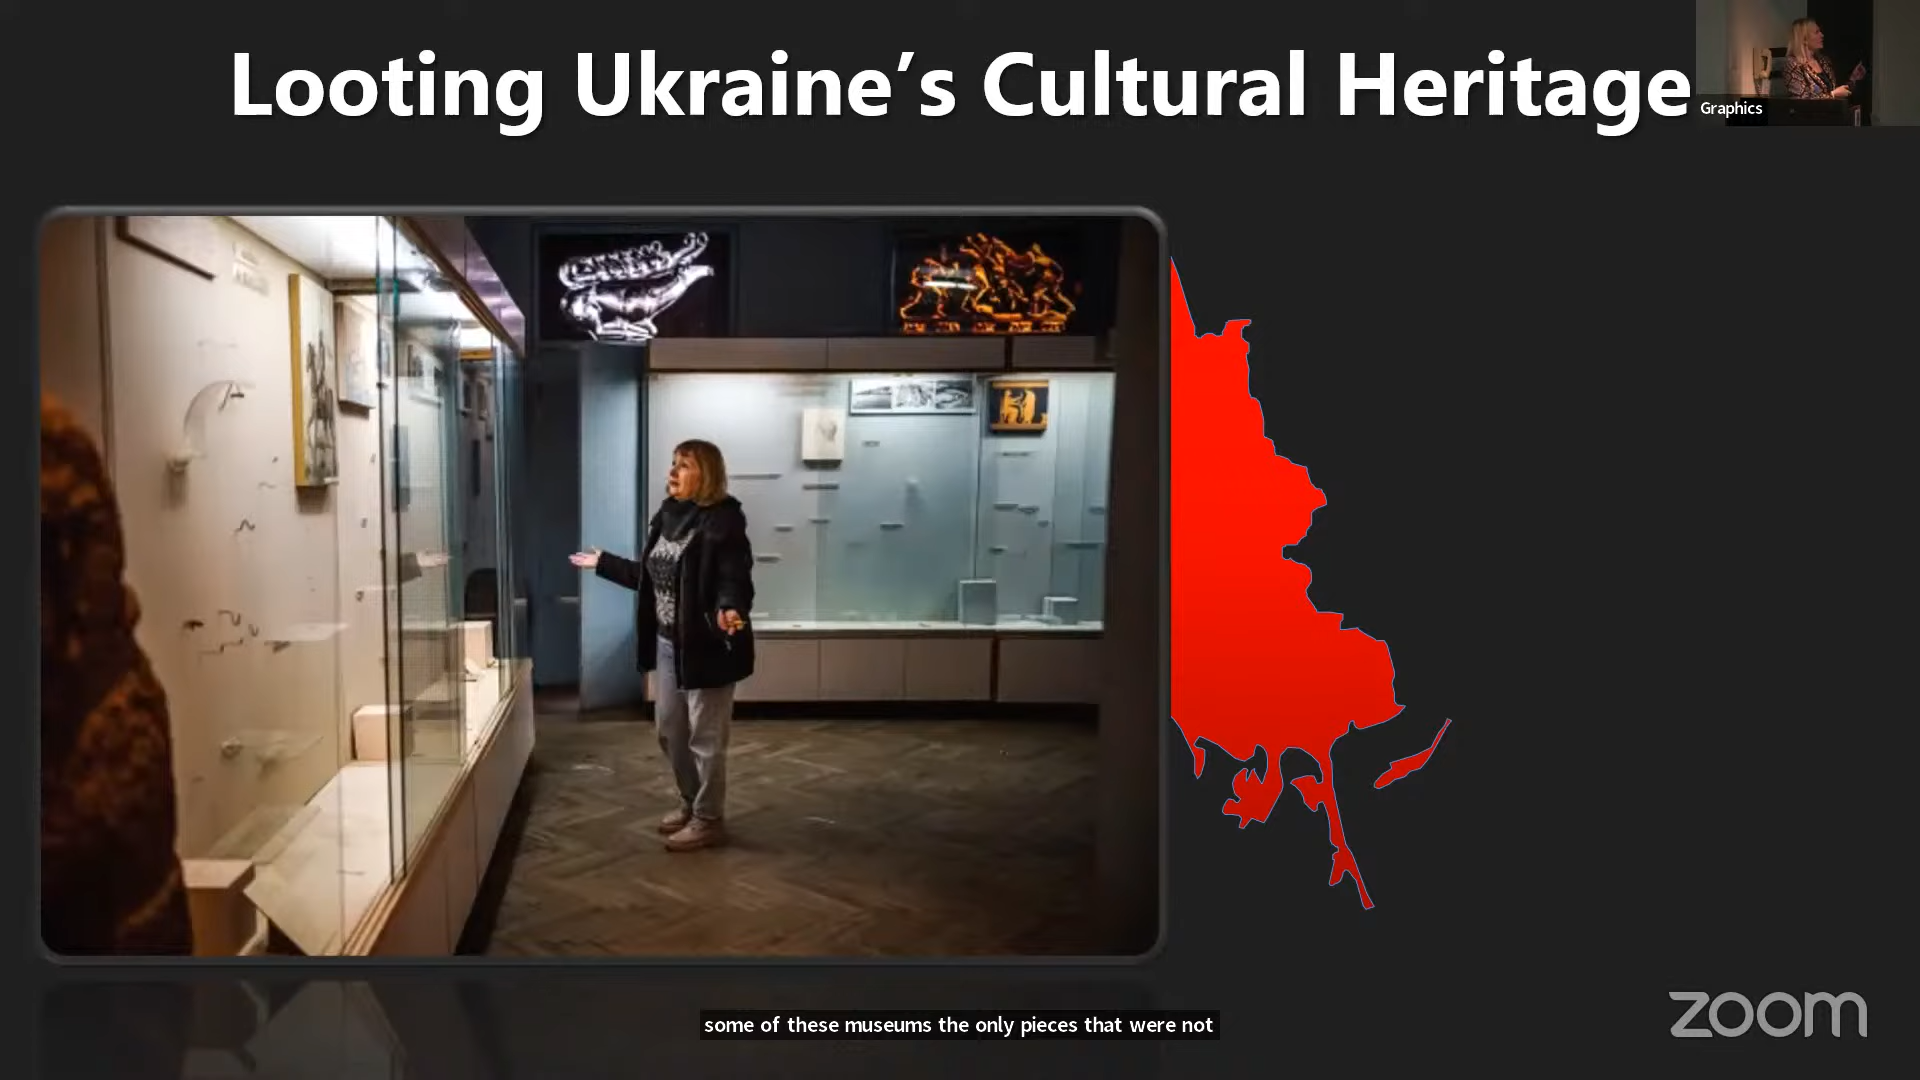 Looting Ukraine’s Cultural Heritage
Graphics
some of these museums the only pieces that were not
zoom